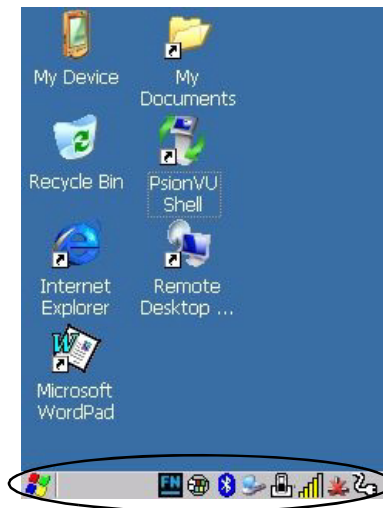 My Device
My
Documents
Recycle Bin
PsionVU
Shell
Internet
Explorer
Remote
Desktop ...
Microsoft
WordPad
FN